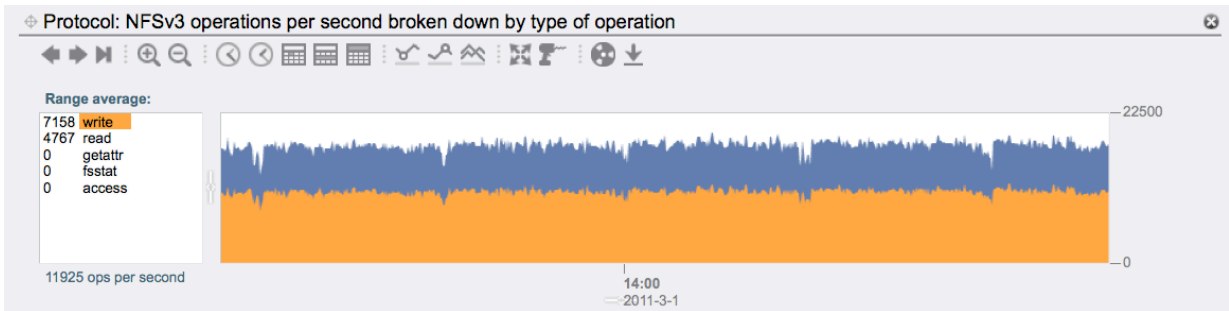 Protocol: NFSv3 operations per second broken down by type of operation
Range average:
7158 write
4767 read
0 getattr
0 fsstat
0 access
11925 ops per second
22500
0
14:00
2011-3-1